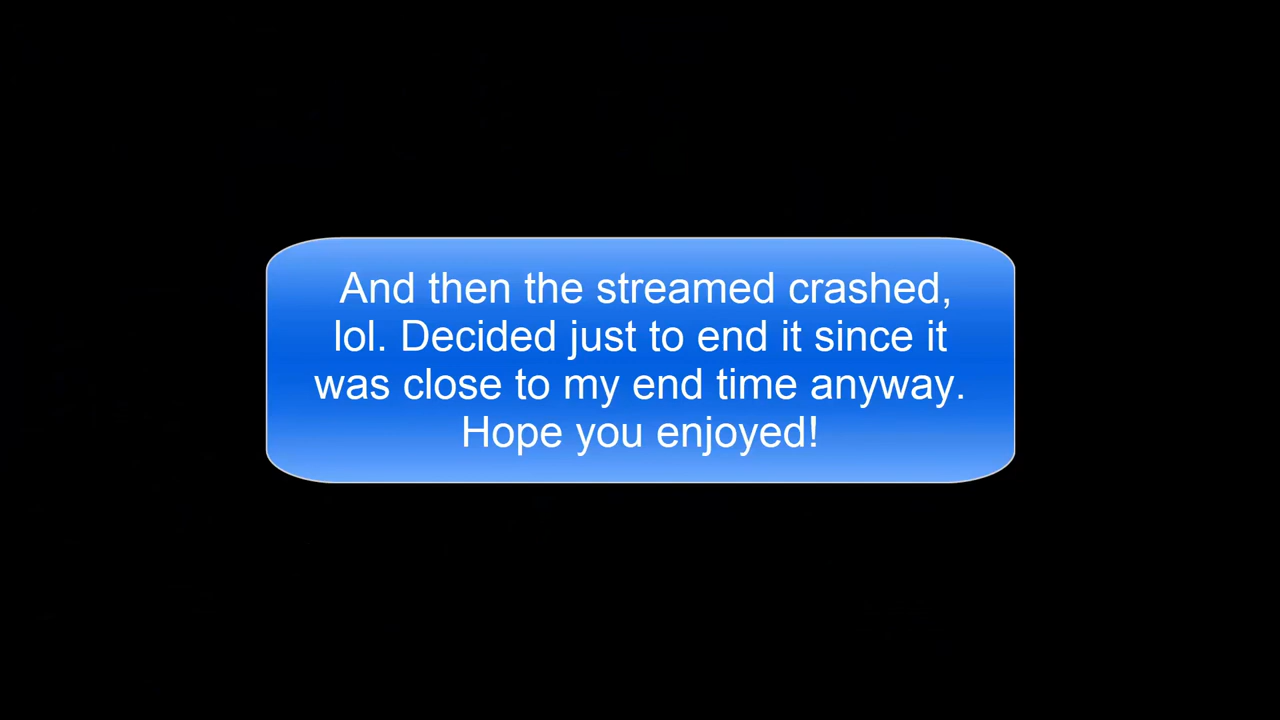 And then the streamed crashed,
lol. Decided just to end it since it
was close to my end time anyway.
Hope you enjoyed!